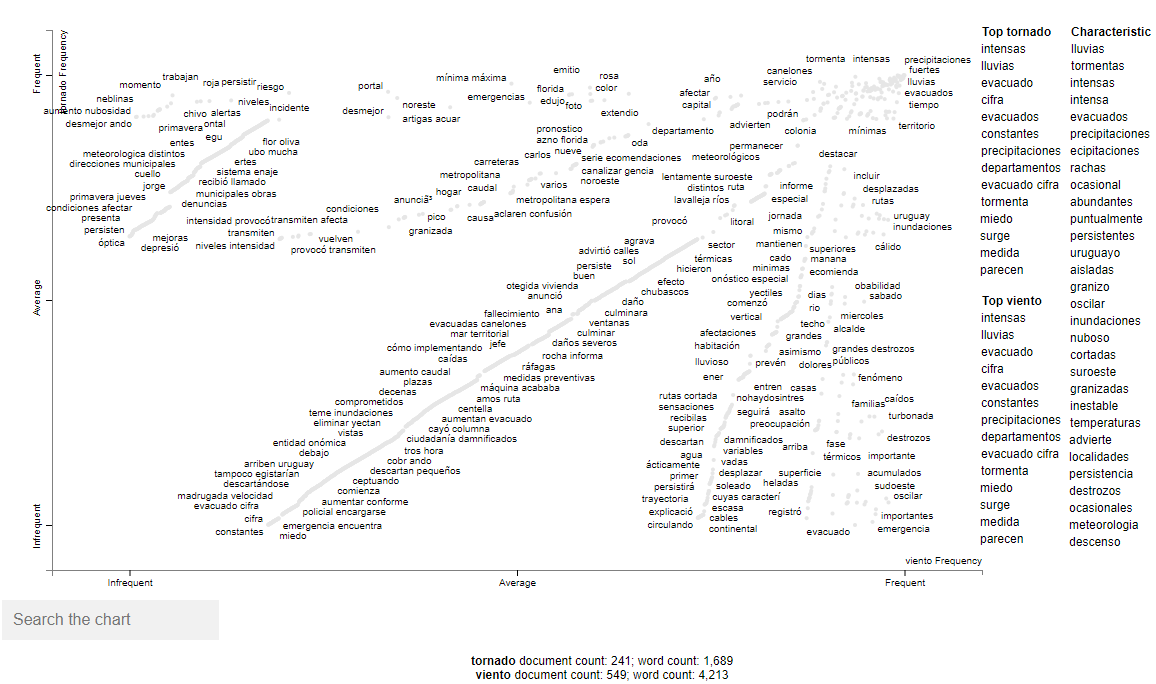 Frequent
Tornado Frequency
Average
Infrequent
tormenta intensas precipitaciones
emitio canelones fuertes
trabajan mínima máxima rosa año servicio lluvias
momento roja persistir riesgo portal florida color afectar evacuados
neblinas niveles emergencias edujo foto capital tiempo
aumento nubosidad chivo alertas incidente desmejor noreste extendio podrán
desmejor ando ontal artigas acuar advierten territorio
primavera egu pronostico departamento colonia mínimas
entes flor oliva azno florida oda permanecer
meteorologica distintos ubo mucha carlos nueve serie ecomendaciones meteorológicos destacar
direcciones municipales ertes carreteras
cuello sistema enaje metropolitana canalizar gencia lentamente suroeste incluir
jorge recibió llamado caudal varios noroeste distintos ruta informe desplazadas
primavera jueves municipales obras hogar metropolitana espera lavalleja ríos especial rutas
condiciones afectar denuncias condiciones
presenta intensidad provocó transmiten afecta pico causa aclaren confusión provocó litoral jornada uruguay
persisten transmiten granizada mismo inundaciones
óptica mejoras vuelven agrava sector mantienen
depresió niveles intensidad provocó transmiten advirtió calles superiores cálido
sol térmicas cado manana
persiste hicieron minimas ecomienda
buen efecto onóstico especial
otegida vivienda chubascos yectiles obabilidad
anunció daño comenzó dias sabado
fallecimiento ana culminara vertical rio
evacuadas canelones ventanas techo miercoles
mar territorial culminar afectaciones grandes alcalde
cómo implementando jefe daños severos habitación
caídas rocha informa asimismo grandes destrozos
aumento caudal ráfagas lluvioso prevén dolores públicos
plazas medidas preventivas ener fenómeno
decenas máquina acababa entren casas
comprometidos amos ruta rutas cortada nohaydosintres familias caídos
teme inundaciones centella sensaciones
eliminar yectan aumentan evacuado recibilas seguirá asalto turbonada
vistas cayó columna superior preocupación
entidad onómica ciudadanía damnificados descartan damnificados fase destrozos
debajo tros hora agua variables arriba
arriben uruguay cobr ando ácticamente vadas térmicos importante
tampoco egistarían descartan pequeños primer desplazar superficie acumulados
descartándose ceptuando persistirá soleado heladas sudoeste
madrugada velocidad comienza trayectoria cuyas caracterí oscilar
evacuado cifra aumentar conforme escasa
cifra policial encargarse explicació cables registró importantes
constantes emergencia encuentra circulando continental emergencia
miedo evacuado
viento Frequency
Infrequent Average Frequent
Top tornado
intensas
lluvias
evacuado
cifra
evacuados
constantes
precipitaciones
departamentos
evacuado cifra
tormenta
miedo
surge
medida
parecen
Top viento
intensas
lluvias
evacuado
cifra
evacuados
constantes
precipitaciones
departamentos
evacuado cifra
tormenta
miedo
surge
medida
parecen
Characteristic
lluvias
tormentas
intensas
intensa
evacuados
precipitaciones
ecipitaciones
rachas
ocasional
abundantes
puntualmente
persistentes
uruguayo
aisladas
granizo
oscilar
inundaciones
nuboso
cortadas
suroeste
granizadas
inestable
temperaturas
advierte
localidades
persistencia
destrozos
ocasionales
meteorologia
descenso
Search the chart
tornado document count: 241; word count: 1,689
viento document count: 549; word count: 4,213